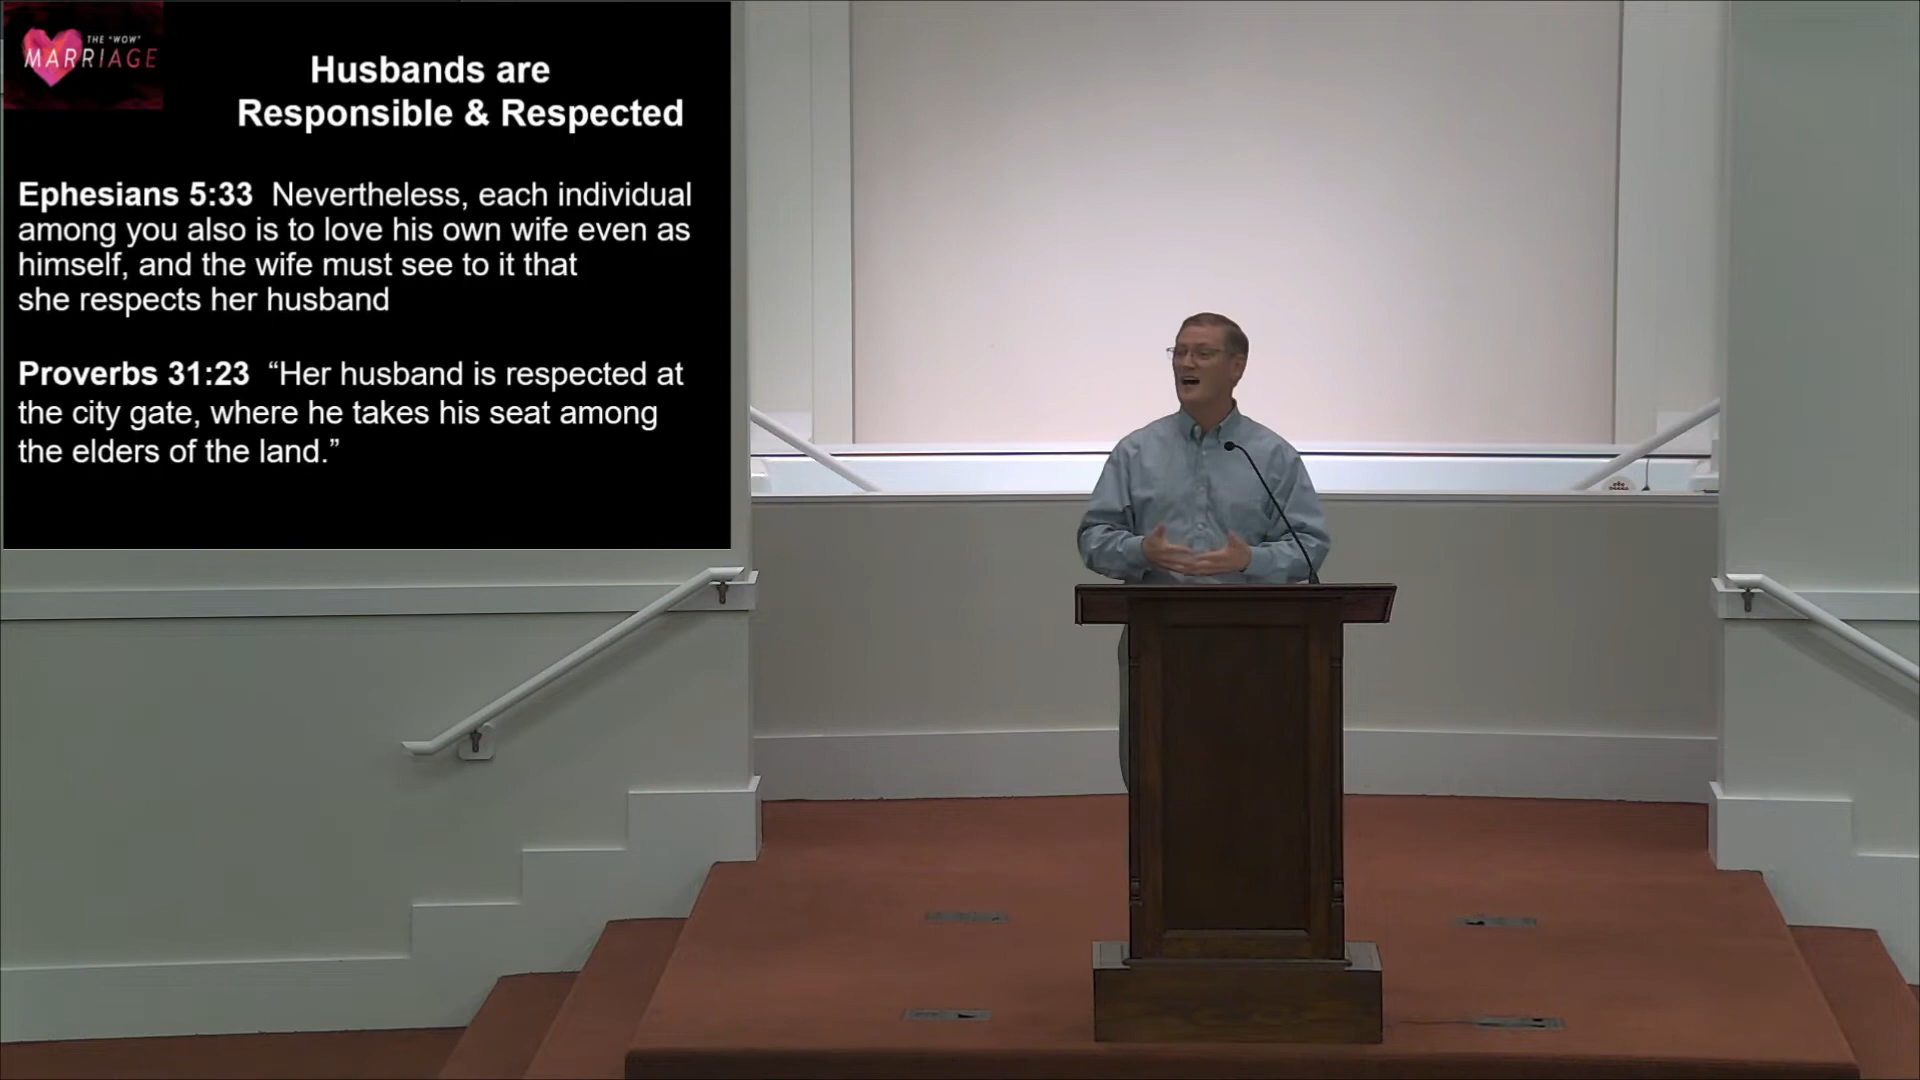 THE "WOW"
MARRIAGE
Husbands are
Responsible & Respected
Ephesians 5:33 Nevertheless, each individual
among you also is to love his own wife even as
himself, and the wife must see to it that
she respects her husband
Proverbs 31:23 “Her husband is respected at
the city gate, where he takes his seat among
the elders of the land.”